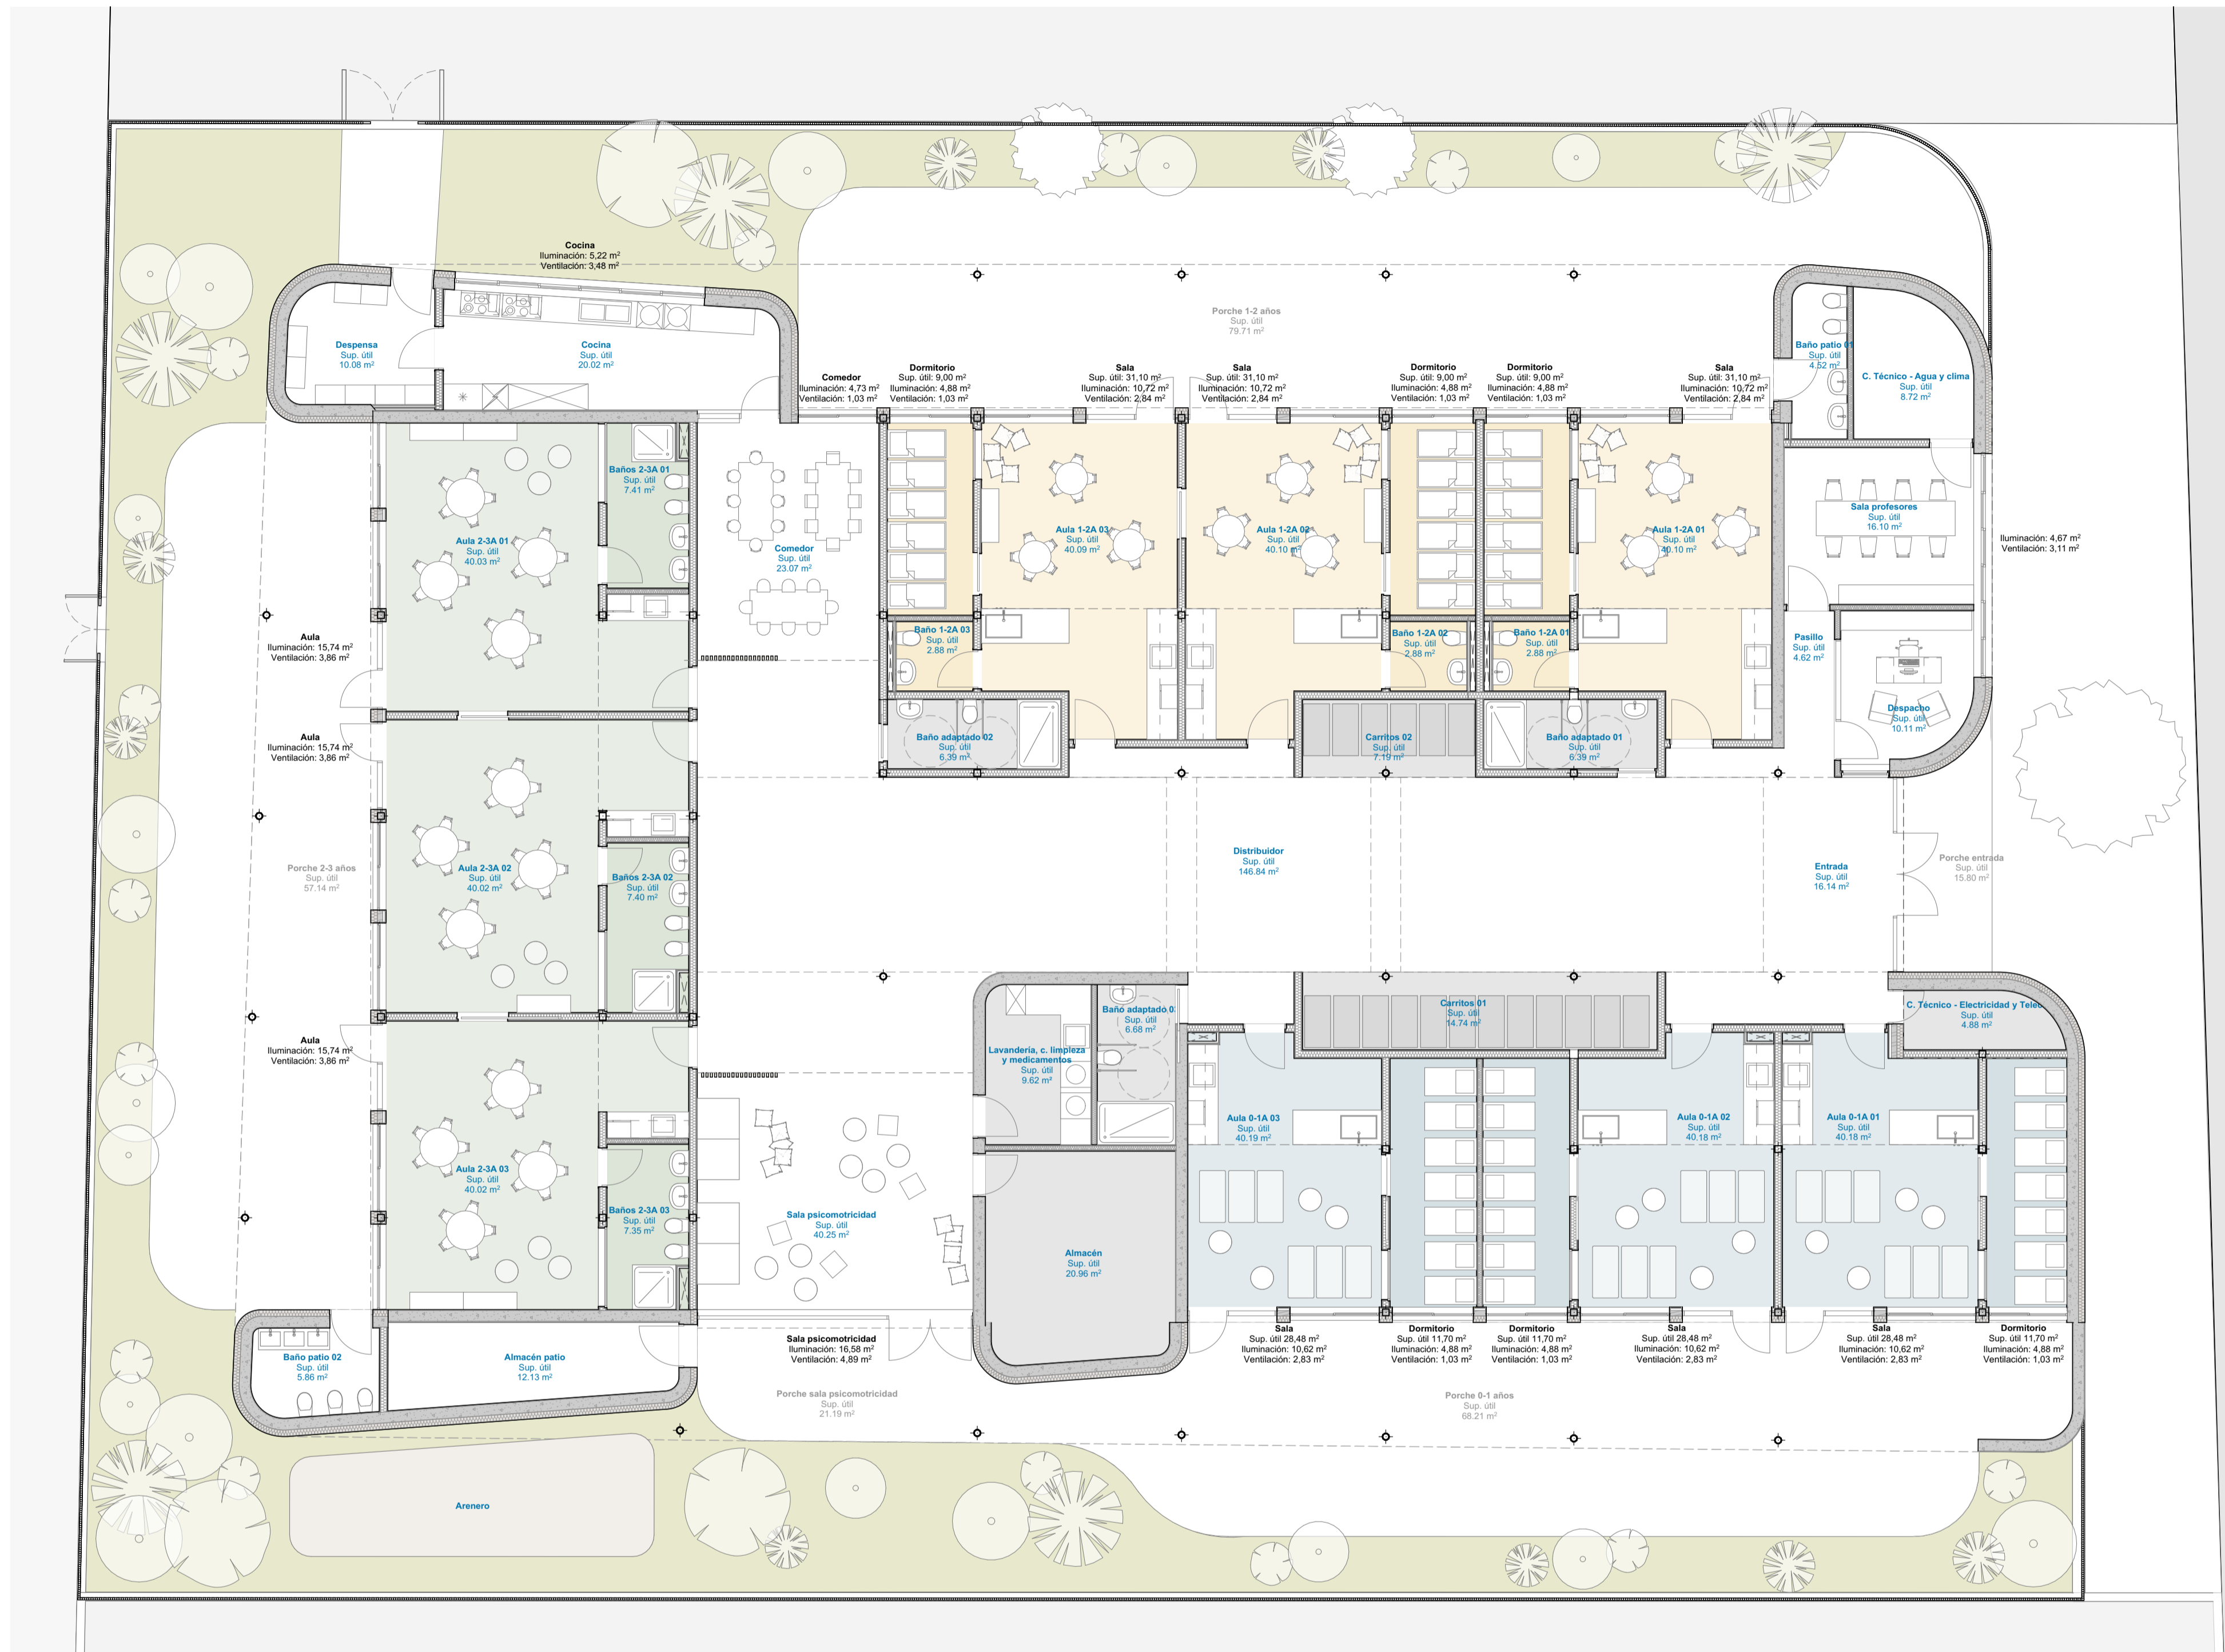 Cocina
Iluminación: 5,22 m²
Ventilación: 3,48 m²
Porche 1-2 años
Sup. útil
79.71 m²
Despensa
Sup. útil
10.08 m²
Cocina
Sup. útil
20.02 m²
Baño patio 01
Sup. útil
4.52 m²
C. Técnico - Agua y clima
Sup. útil
8.72 m²
Comedor
Iluminación: 4,73 m²
Ventilación: 1,03 m²
Dormitorio
Sup. útil: 9,00 m²
Iluminación: 4,88 m²
Ventilación: 1,03 m²
Sala
Sup. útil: 31,10 m²
Iluminación: 10,72 m²
Ventilación: 2,84 m²
Sala
Sup. útil: 31,10 m²
Iluminación: 10,72 m²
Ventilación: 2,84 m²
Dormitorio
Sup. útil: 9,00 m²
Iluminación: 4,88 m²
Ventilación: 1,03 m²
Dormitorio
Sup. útil: 9,00 m²
Iluminación: 4,88 m²
Ventilación: 1,03 m²
Sala
Sup. útil: 31,10 m²
Iluminación: 10,72 m²
Ventilación: 2,84 m²
Baños 2-3A 01
Sup. útil
7.41 m²
Aula 2-3A 01
Sup. útil
40.03 m²
Comedor
Sup. útil
23.07 m²
Aula 1-2A 03
Sup. útil
40.09 m²
Aula 1-2A 02
Sup. útil
40.10 m²
Aula 1-2A 01
Sup. útil
40.10 m²
Sala profesores
Sup. útil
16.10 m²
Iluminación: 4,67 m²
Ventilación: 3,11 m²
Aula
Iluminación: 15,74 m²
Ventilación: 3,86 m²
Baño 1-2A 03
Sup. útil
2.88 m²
Baño 1-2A 02
Sup. útil
2.88 m²
Baño 1-2A 01
Sup. útil
2.88 m²
Pasillo
Sup. útil
4.62 m²
Despacho
Sup. útil
10.11 m²
Aula
Iluminación: 15,74 m²
Ventilación: 3,86 m²
Baño adaptado 02
Sup. útil
6.39 m²
Carritos 02
Sup. útil
7.19 m²
Baño adaptado 01
Sup. útil
6.39 m²
Porche 2-3 años
Sup. útil
57.14 m²
Aula 2-3A 02
Sup. útil
40.02 m²
Baños 2-3A 02
Sup. útil
7.40 m²
Distribuidor
Sup. útil
146.84 m²
Entrada
Sup. útil
16.14 m²
Porche entrada
Sup. útil
15.80 m²
Aula
Iluminación: 15,74 m²
Ventilación: 3,86 m²
Lavandería, c. limpieza
y medicamentos
Sup. útil
9.62 m²
Baño adaptado
Sup. útil
6.68 m²
Carritos 01
Sup. útil
14.74 m²
C. Técnico - Electricidad y Telec
Sup. útil
4.88 m²
Aula 0-1A 03
Sup. útil
40.19 m²
Aula 0-1A 02
Sup. útil
40.18 m²
Aula 0-1A 01
Sup. útil
40.18 m²
Aula 2-3A 03
Sup. útil
40.02 m²
Baños 2-3A 03
Sup. útil
7.35 m²
Sala psicomotricidad
Sup. útil
40.25 m²
Almacén
Sup. útil
20.96 m²
Baño patio 02
Sup. útil
5.86 m²
Almacén patio
Sup. útil
12.13 m²
Sala psicomotricidad
Iluminación: 16,58 m²
Ventilación: 4,89 m²
Sala
Sup. útil 28,48 m²
Iluminación: 10,62 m²
Ventilación: 2,83 m²
Dormitorio
Sup. útil 11,70 m²
Iluminación: 4,88 m²
Ventilación: 1,03 m²
Dormitorio
Sup. útil 11,70 m²
Iluminación: 4,88 m²
Ventilación: 1,03 m²
Sala
Sup. útil 28,48 m²
Iluminación: 10,62 m²
Ventilación: 2,83 m²
Sala
Sup. útil 28,48 m²
Iluminación: 10,62 m²
Ventilación: 2,83 m²
Dormitorio
Sup. útil 11,70 m²
Iluminación: 4,88 m²
Ventilación: 1,03 m²
Porche sala psicomotricidad
Sup. útil
21.19 m²
Porche 0-1 años
Sup. útil
68.21 m²
Arenero